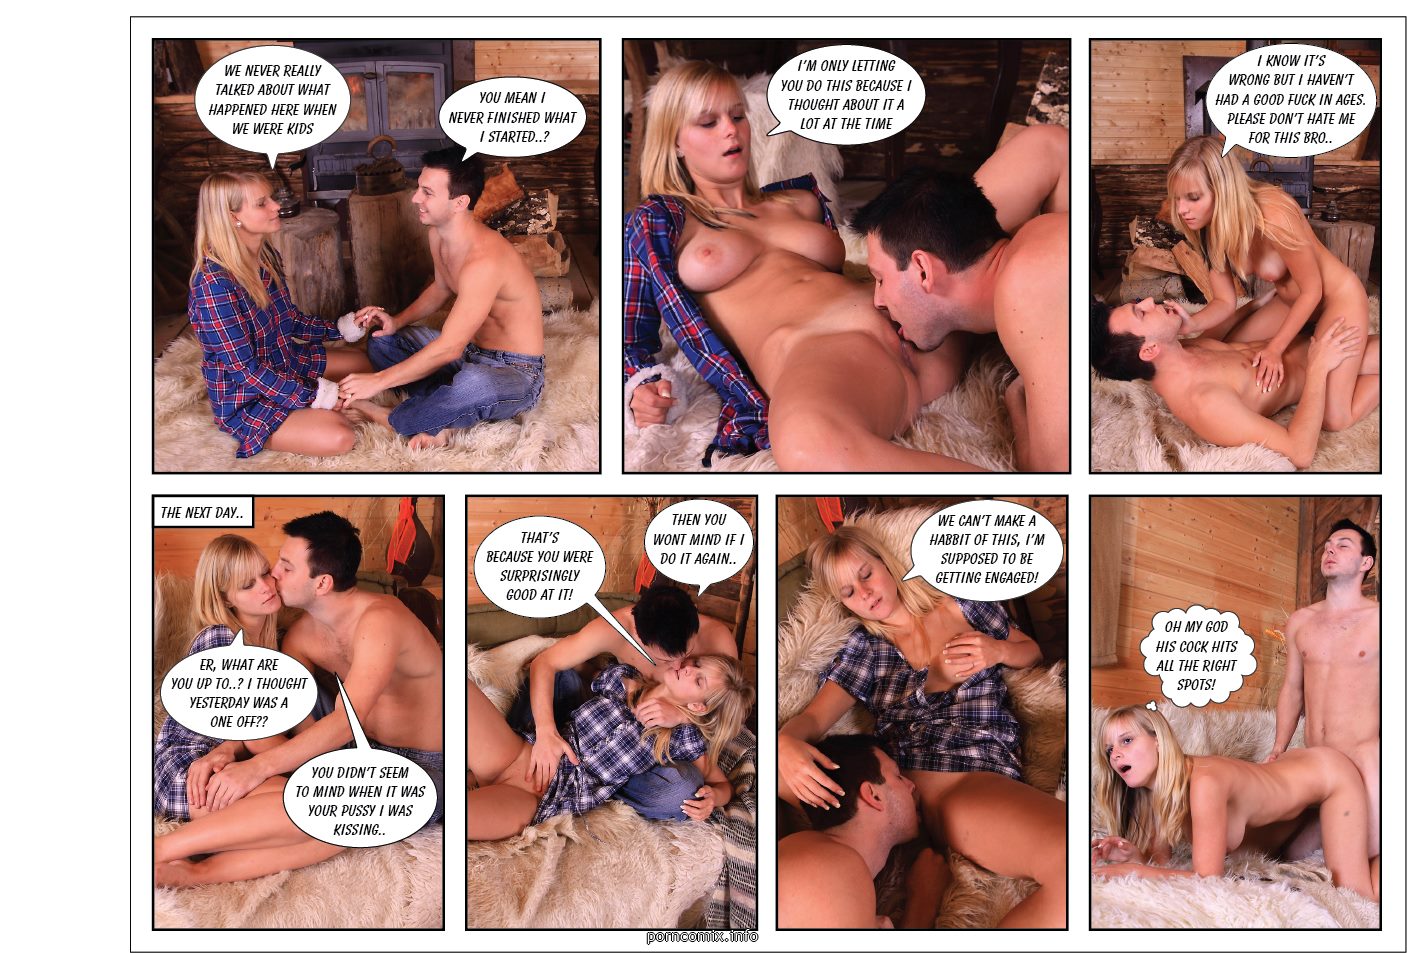 WE NEVER REALLY
TALKED ABOUT WHAT
HAPPENED HERE WHEN
WE WERE KIDS
YOU MEAN I
NEVER FINISHED WHAT
I STARTED..?
I'M ONLY LETTING
YOU DO THIS BECAUSE I
THOUGHT ABOUT IT A
LOT AT THE TIME
I KNOW IT'S
WRONG BUT I HAVEN'T
HAD A GOOD FUCK IN AGES.
PLEASE DON'T HATE ME
FOR THIS BRO..
THE NEXT DAY..
ER, WHAT ARE
YOU UP TO..? I THOUGHT
YESTERDAY WAS A
ONE OFF??
YOU DIDN'T SEEM
TO MIND WHEN IT WAS
YOUR PUSSY I WAS
KISSING..
THEN YOU
WONT MIND IF I
DO IT AGAIN..
THAT'S
BECAUSE YOU WERE
SURPRISINGLY
GOOD AT IT!
WE CAN'T MAKE A
HABBIT OF THIS, I'M
SUPPOSED TO BE
GETTING ENGAGED!
OH MY GOD
HIS COCK HITS
ALL THE RIGHT
SPOTS!
porncomix.info